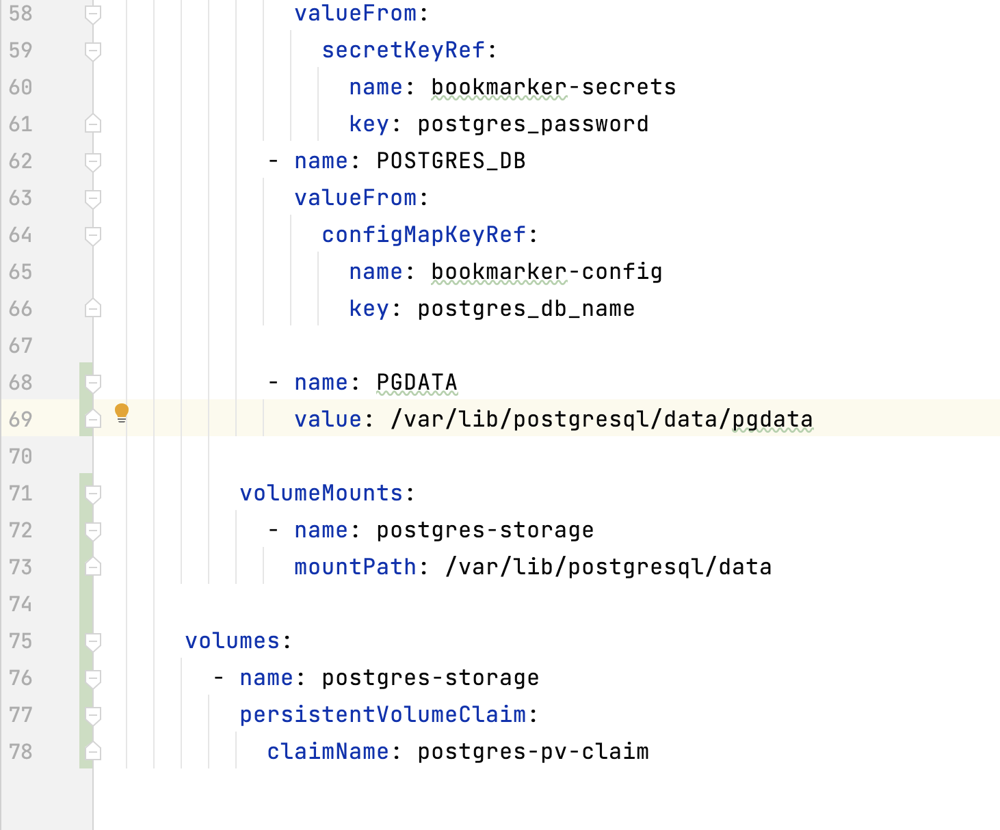 58 valueFrom:
59 secretKeyRef:
60 name: bookmarker-secrets
61 key: postgres_password
62 - name: POSTGRES_DB
63 valueFrom:
64 configMapKeyRef:
65 name: bookmarker-config
66 key: postgres_db_name
67
68 - name: PGDATA
69 value: /var/lib/postgresql/data/pgdata
70
71 volumeMounts:
72 - name: postgres-storage
73 mountPath: /var/lib/postgresql/data
74
75 volumes:
76 - name: postgres-storage
77 persistentVolumeClaim:
78 claimName: postgres-pv-claim